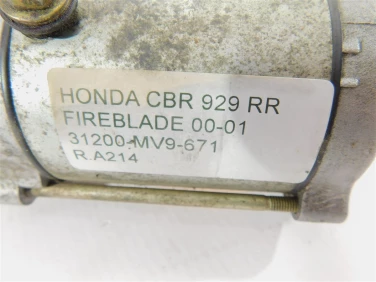 HONDA CBR 929 RR
FIREBLADE 00-01
31200-MV9-671
R.A214